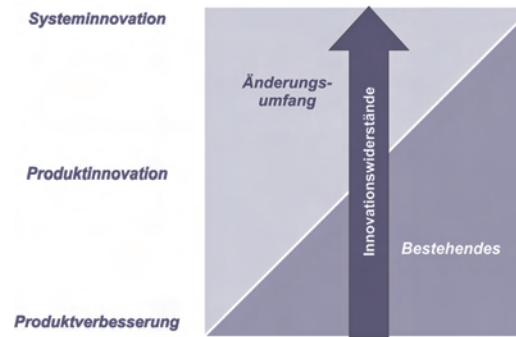 Systeminnovation
Änderungs-
umfang
Innovationswiderstände
Produktinnovation
Bestehendes
Produktverbesserung